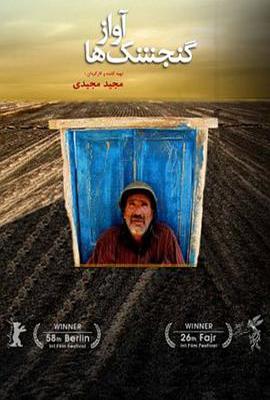 آواز
گنجشک‌ها
تهیه کننده و کارگردان:
مجید مجیدی
WINNER
58th Berlin
Int Film Festival
WINNER
26th Fajr
Int Film Festival